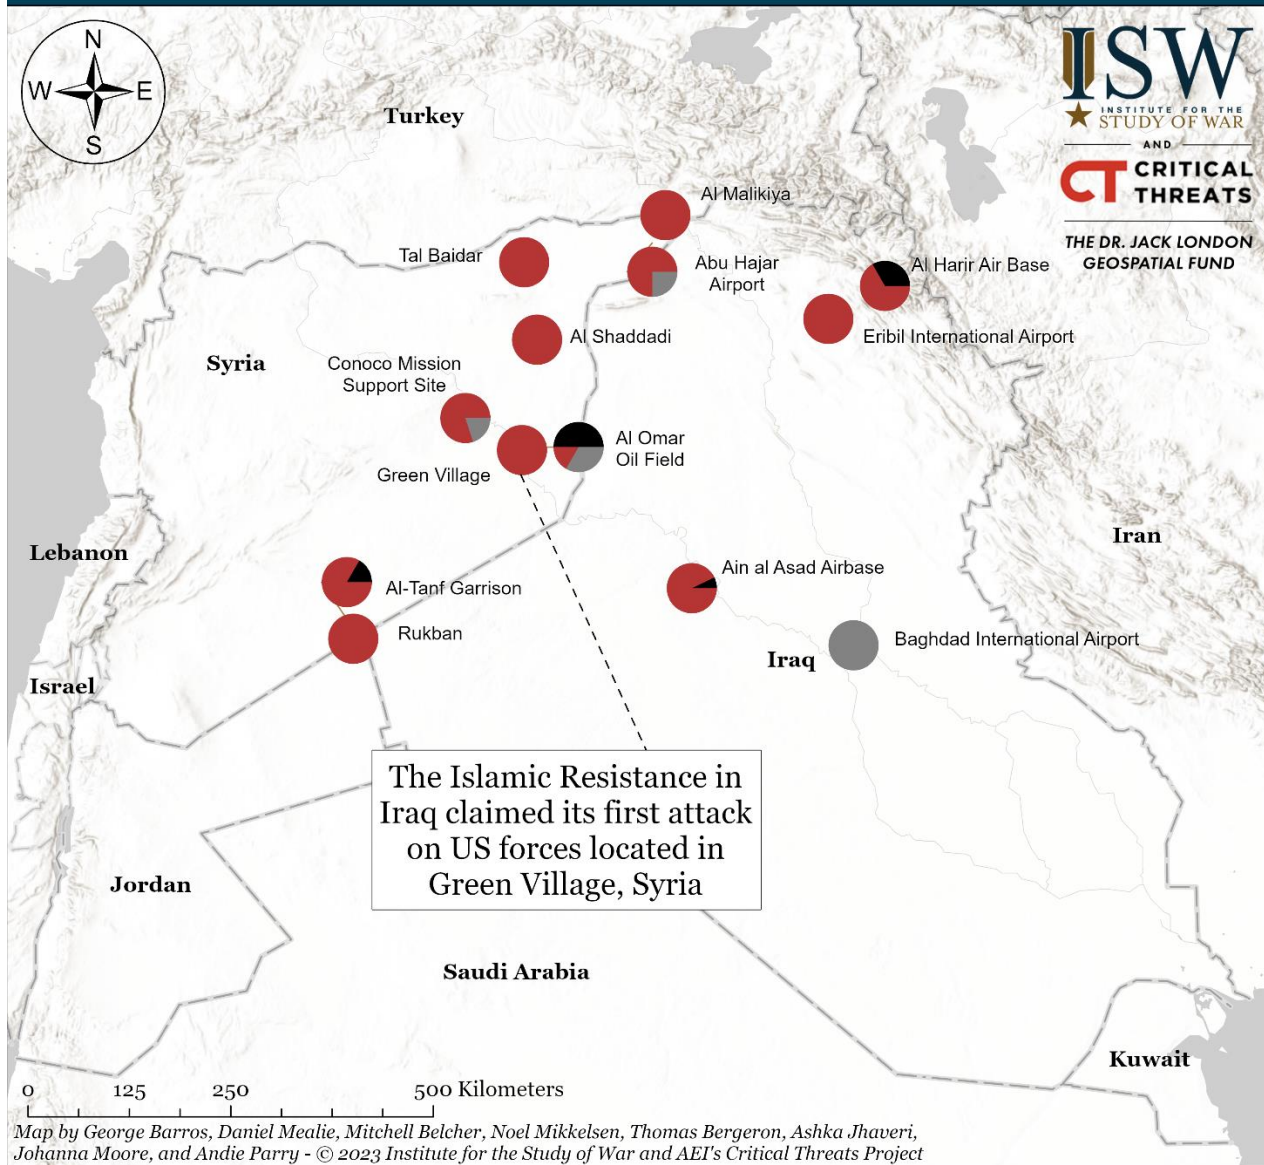 N
W
E
S
ISW
INSTITUTE FOR THE
STUDY OF WAR
AND
CT CRITICAL
THREATS
THE DR. JACK LONDON
GEOSPATIAL FUND
Turkey
Al Malikiya
Tal Baidar
Abu Hajar
Airport
Al Harir Air Base
Al Shaddadi
Eribil International Airport
Syria
Conoco Mission
Support Site
Al Omar
Oil Field
Green Village
Iran
Lebanon
Ain al Asad Airbase
Al-Tanf Garrison
Rukban
Baghdad International Airport
Iraq
Israel
The Islamic Resistance in
Iraq claimed its first attack
on US forces located in
Green Village, Syria
Jordan
Saudi Arabia
Kuwait
0 125 250 500 Kilometers
Map by George Barros, Daniel Mealie, Mitchell Belcher, Noel Mikkelsen, Thomas Bergeron, Ashka Jhaveri,
Johanna Moore, and Andie Parry - © 2023 Institute for the Study of War and AEI's Critical Threats Project